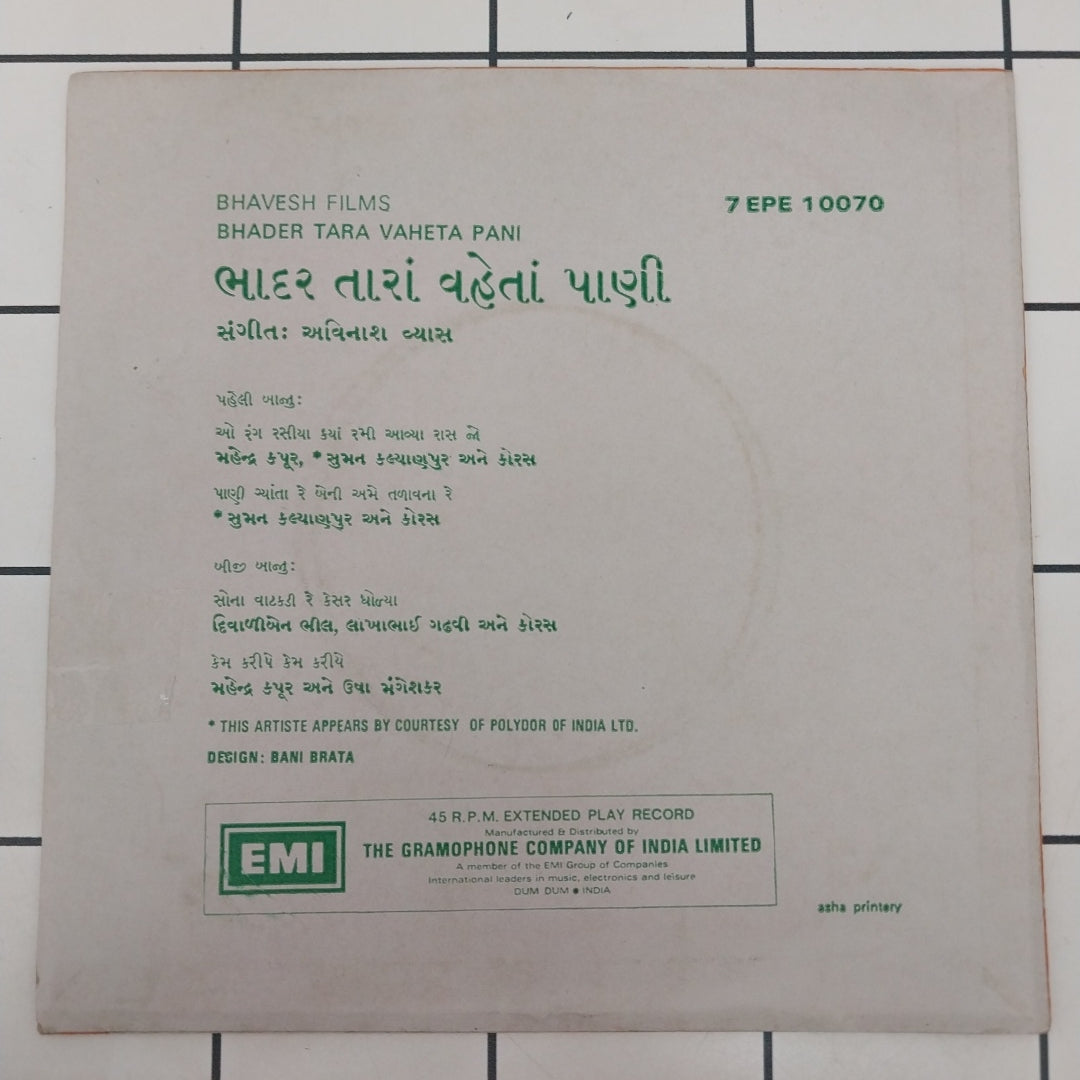 BHAVESH FILMS
7 EPE 10070
BHADER TARA VAHETA PANI
ભાદર તારાં વહેતાં પાણી
સંગીત: અવિનાશ વ્યાસ
પહેલી બાજુ:
ઓ રંગ રસીયા કયાં રમી આવ્યા રાસ જો
મહેન્દ્ર કપૂર, *સુમન કલ્યાણપુર અને કોરસ
પાણી ગ્યાંતા રે બેની અમે તળાવના રે
*સુમન કલ્યાણપુર અને કોરસ
બીજી બાજુ:
સોના વાટકડી રે કેસર ઘોળ્યા
દિવાળીબેન ભીલ, લાખાભાઈ ગઢવી અને કોરસ
કેમ કરીયે કેમ કરીયે
મહેન્દ્ર કપૂર અને ઉષા મંગેશકર
* THIS ARTISTE APPEARS BY COURTESY OF POLYDOR OF INDIA LTD.
DESIGN: BANI BRATA
EMI
45 R.P.M. EXTENDED PLAY RECORD
Manufactured & Distributed by
THE GRAMOPHONE COMPANY OF INDIA LIMITED
A member of the EMI Group of Companies
International leaders in music, electronics and leisure
DUM DUM ● INDIA
asha printery